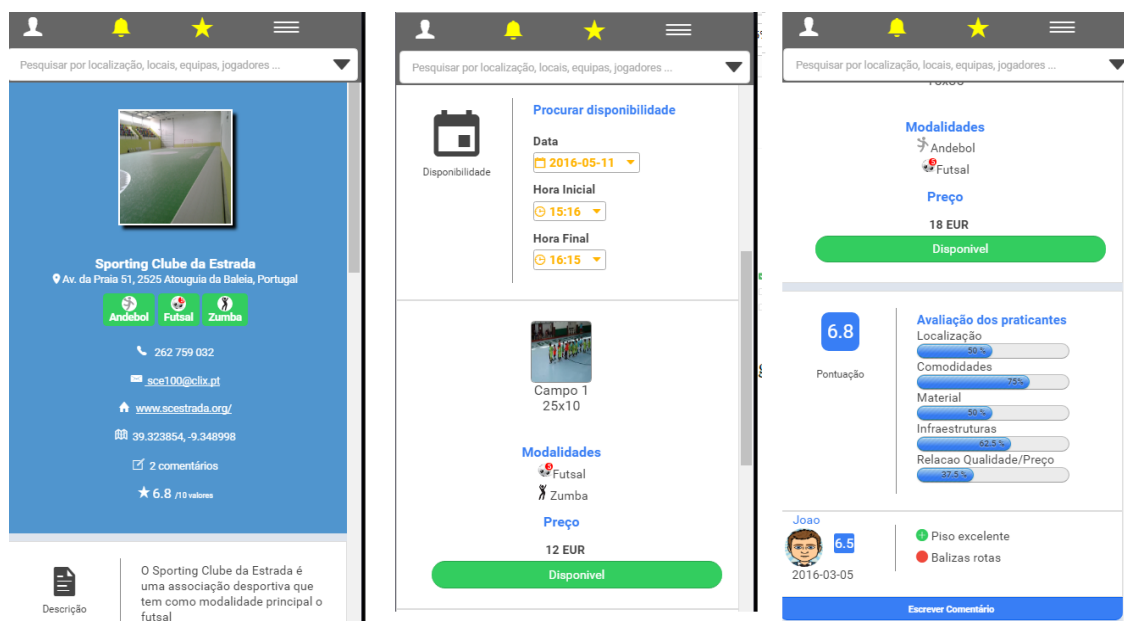 Pesquisar por localização, locais, equipas, jogadores ...
Sporting Clube da Estrada
Av. da Praia 51, 2525 Atouguia da Baleia, Portugal
Andebol Futsal Zumba
262 759 032
sce100@clix.pt
www.scestrada.org/
39.323854, -9.348998
2 comentários
6.8 /10 valores
Descrição
O Sporting Clube da Estrada é
uma associação desportiva que
tem como modalidade principal o
futsal
Pesquisar por localização, locais, equipas, jogadores ...
Disponibilidade
Procurar disponibilidade
Data
2016-05-11
Hora Inicial
15:16
Hora Final
16:15
Campo 1
25x10
Modalidades
Futsal
Zumba
Preço
12 EUR
Disponivel
Pesquisar por localização, locais, equipas, jogadores ...
Modalidades
Andebol
Futsal
Preço
18 EUR
Disponivel
6.8
Pontuação
Avaliação dos praticantes
Localização
50 %
Comodidades
75%
Material
50 %
Infraestruturas
62.5 %
Relacao Qualidade/Preço
37.5 %
Joao
6.5
2016-03-05
Piso excelente
Balizas rotas
Escrever Comentário